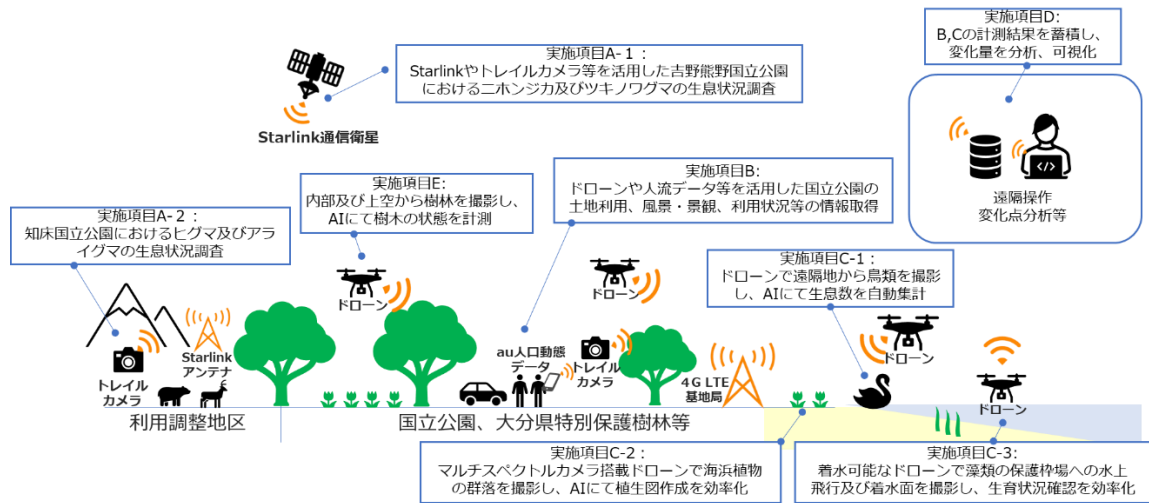 実施項目A-1:
Starlinkやトレイルカメラ等を活用した吉野熊野国立公園
におけるニホンジカ及びツキノワグマの生息状況調査
Starlink通信衛星
実施項目D:
B,Cの計測結果を蓄積し、
変化量を分析、可視化
遠隔操作
変化点分析等
実施項目A-2:
知床国立公園におけるヒグマ及びアラ
イグマの生息状況調査
実施項目E:
内部及び上空から樹林を撮影し、
AIにて樹木の状態を計測
実施項目B:
ドローンや人流データ等を活用した国立公園の
土地利用、風景・景観、利用状況等の情報取得
実施項目C-1:
ドローンで遠隔地から鳥類を撮影
し、AIにて生息数を自動集計
ドローン
ドローン
ドローン
ドローン
トレイル
カメラ
Starlink
アンテナ
au人口動態
データ
トレイル
カメラ
4G LTE
基地局
利用調整地区
国立公園、大分県特別保護樹林等
実施項目C-2:
マルチスペクトルカメラ搭載ドローンで海浜植物
の群落を撮影し、AIにて植生図作成を効率化
実施項目C-3:
着水可能なドローンで藻類の保護枠場への水上
飛行及び着水面を撮影し、生育状況確認を効率化